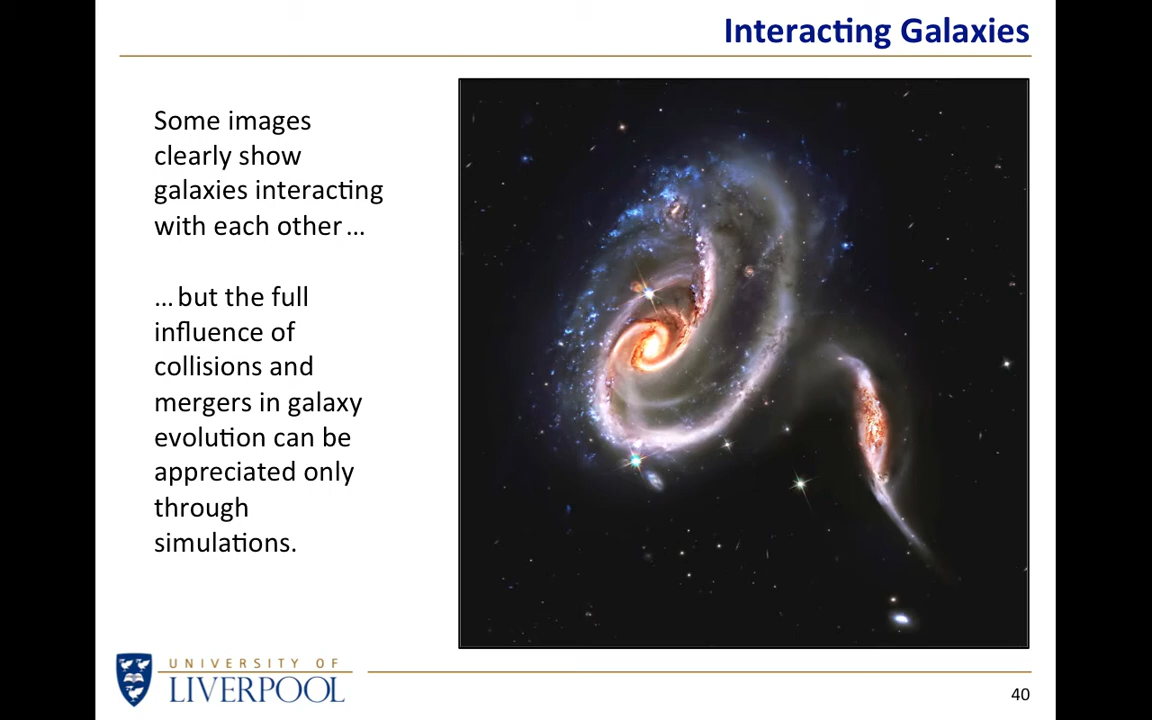 Interacting Galaxies
Some images
clearly show
galaxies interacting
with each other ...
... but the full
influence of
collisions and
mergers in galaxy
evolution can be
appreciated only
through
simulations.
UNIVERSITY OF
LIVERPOOL
40